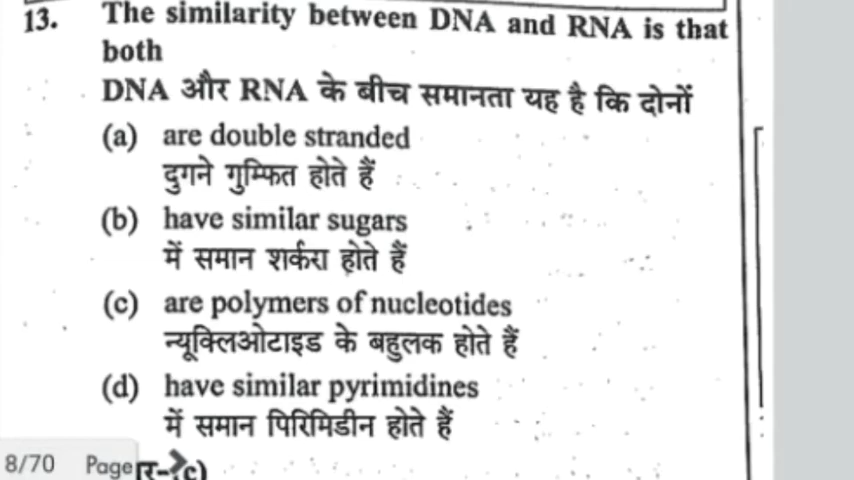 13. The similarity between DNA and RNA is that
both
DNA और RNA के बीच समानता यह है कि दोनों
(a) are double stranded
दुगने गुम्फित होते हैं
(b) have similar sugars
में समान शर्करा होते हैं
(c) are polymers of nucleotides
न्यूक्लिओटाइड के बहुलक होते हैं
(d) have similar pyrimidines
में समान पिरिमिडीन होते हैं
8/70 Page